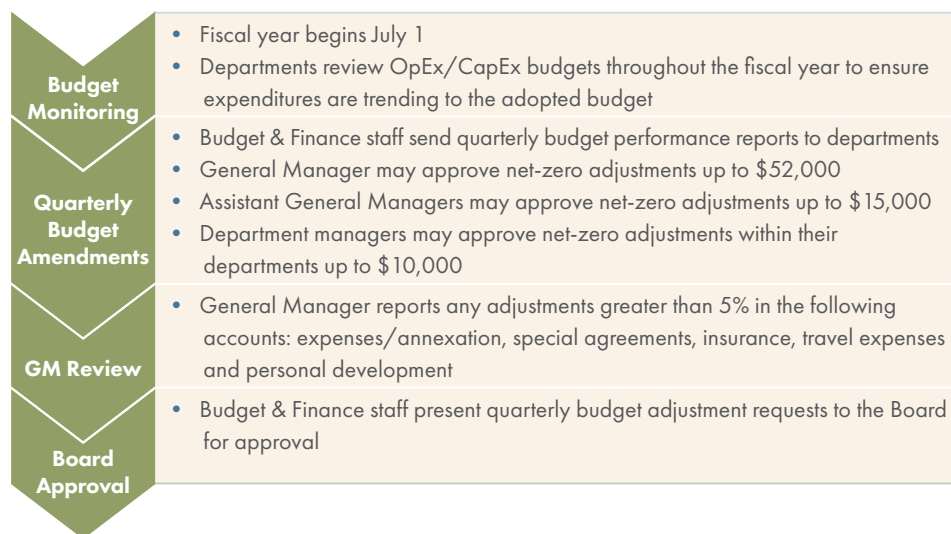 Budget
Monitoring
• Fiscal year begins July 1
• Departments review OpEx/CapEx budgets throughout the fiscal year to ensure
expenditures are trending to the adopted budget
Quarterly
Budget
Amendments
• Budget & Finance staff send quarterly budget performance reports to departments
• General Manager may approve net-zero adjustments up to $52,000
• Assistant General Managers may approve net-zero adjustments up to $15,000
• Department managers may approve net-zero adjustments within their
departments up to $10,000
GM Review
• General Manager reports any adjustments greater than 5% in the following
accounts: expenses/annexation, special agreements, insurance, travel expenses
and personal development
Board
Approval
• Budget & Finance staff present quarterly budget adjustment requests to the Board
for approval